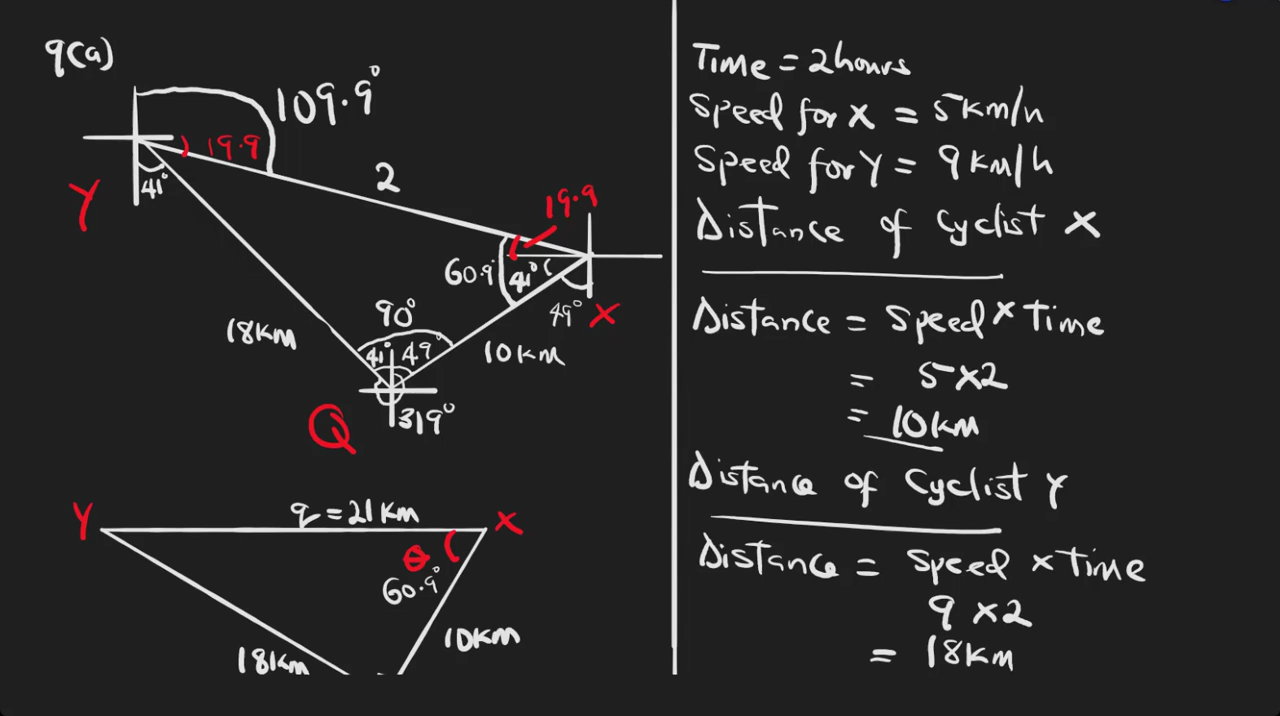 9(a)
109.9°
19.9
41°
Y
2
19.9
60.9°
41°
49°
X
90°
18KM
41°
49°
10KM
319°
Q
Y
q = 21KM
X
θ
60.9°
10KM
18KM
Time = 2hours
Speed for X = 5KM/h
Speed for Y = 9KM/h
Distance of Cyclist X
Distance = Speed × Time
= 5×2
= 10KM
Distance of Cyclist Y
Distance = Speed × Time
9 ×2
= 18KM